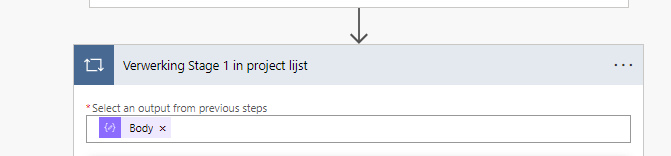 Verwerking Stage 1 in project lijst
* Select an output from previous steps
Body